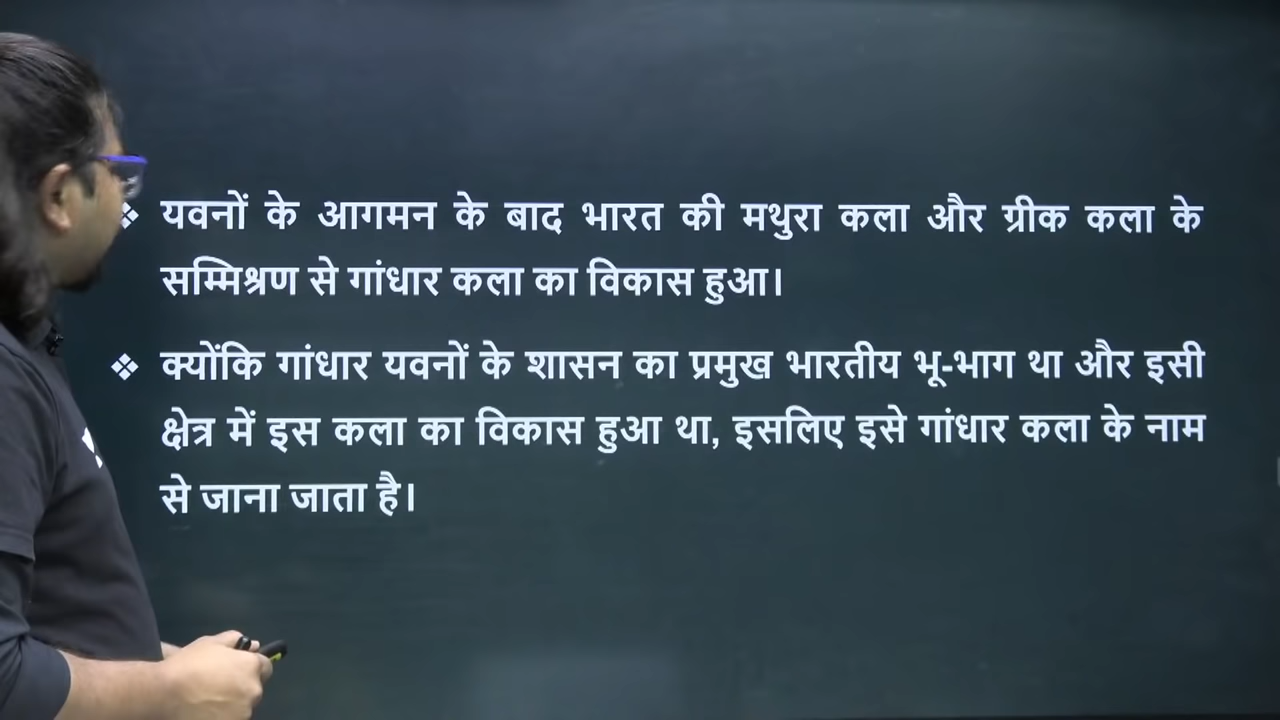 ❖ यवनों के आगमन के बाद भारत की मथुरा कला और ग्रीक कला के
सम्मिश्रण से गांधार कला का विकास हुआ।
❖ क्योंकि गांधार यवनों के शासन का प्रमुख भारतीय भू-भाग था और इसी
क्षेत्र में इस कला का विकास हुआ था, इसलिए इसे गांधार कला के नाम
से जाना जाता है।